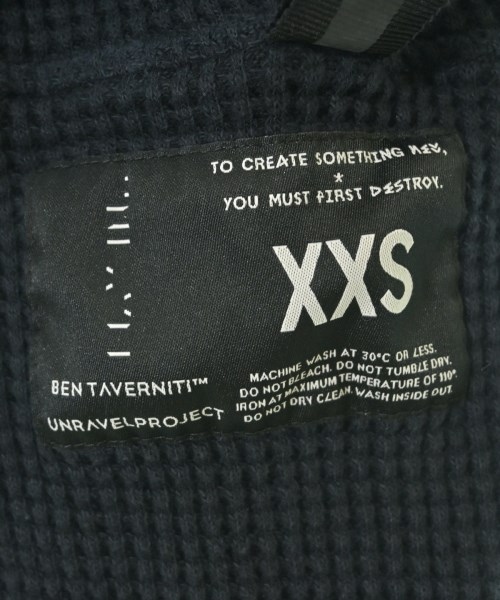 TO CREATE SOMETHING NEW,
*
YOU MUST FIRST DESTROY.
XXS
BEN TAVERNITI™
UNRAVELPROJECT
MACHINE WASH AT 30°C OR LESS.
DO NOT BLEACH. DO NOT TUMBLE DRY.
IRON AT MAXIMUM TEMPERATURE OF 110°.
DO NOT DRY CLEAN. WASH INSIDE OUT.